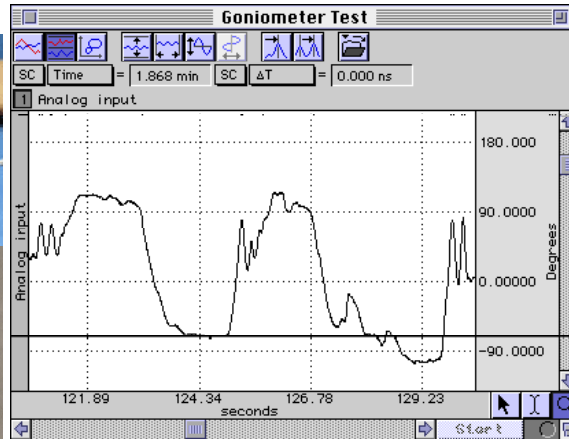 Goniometer Test
SC Time = 1.868 min SC ΔT = 0.000 ns
1 Analog input
180.000
90.0000
0.00000
-90.0000
Analog input
Degrees
121.89 124.34 126.78 129.23
seconds
Start